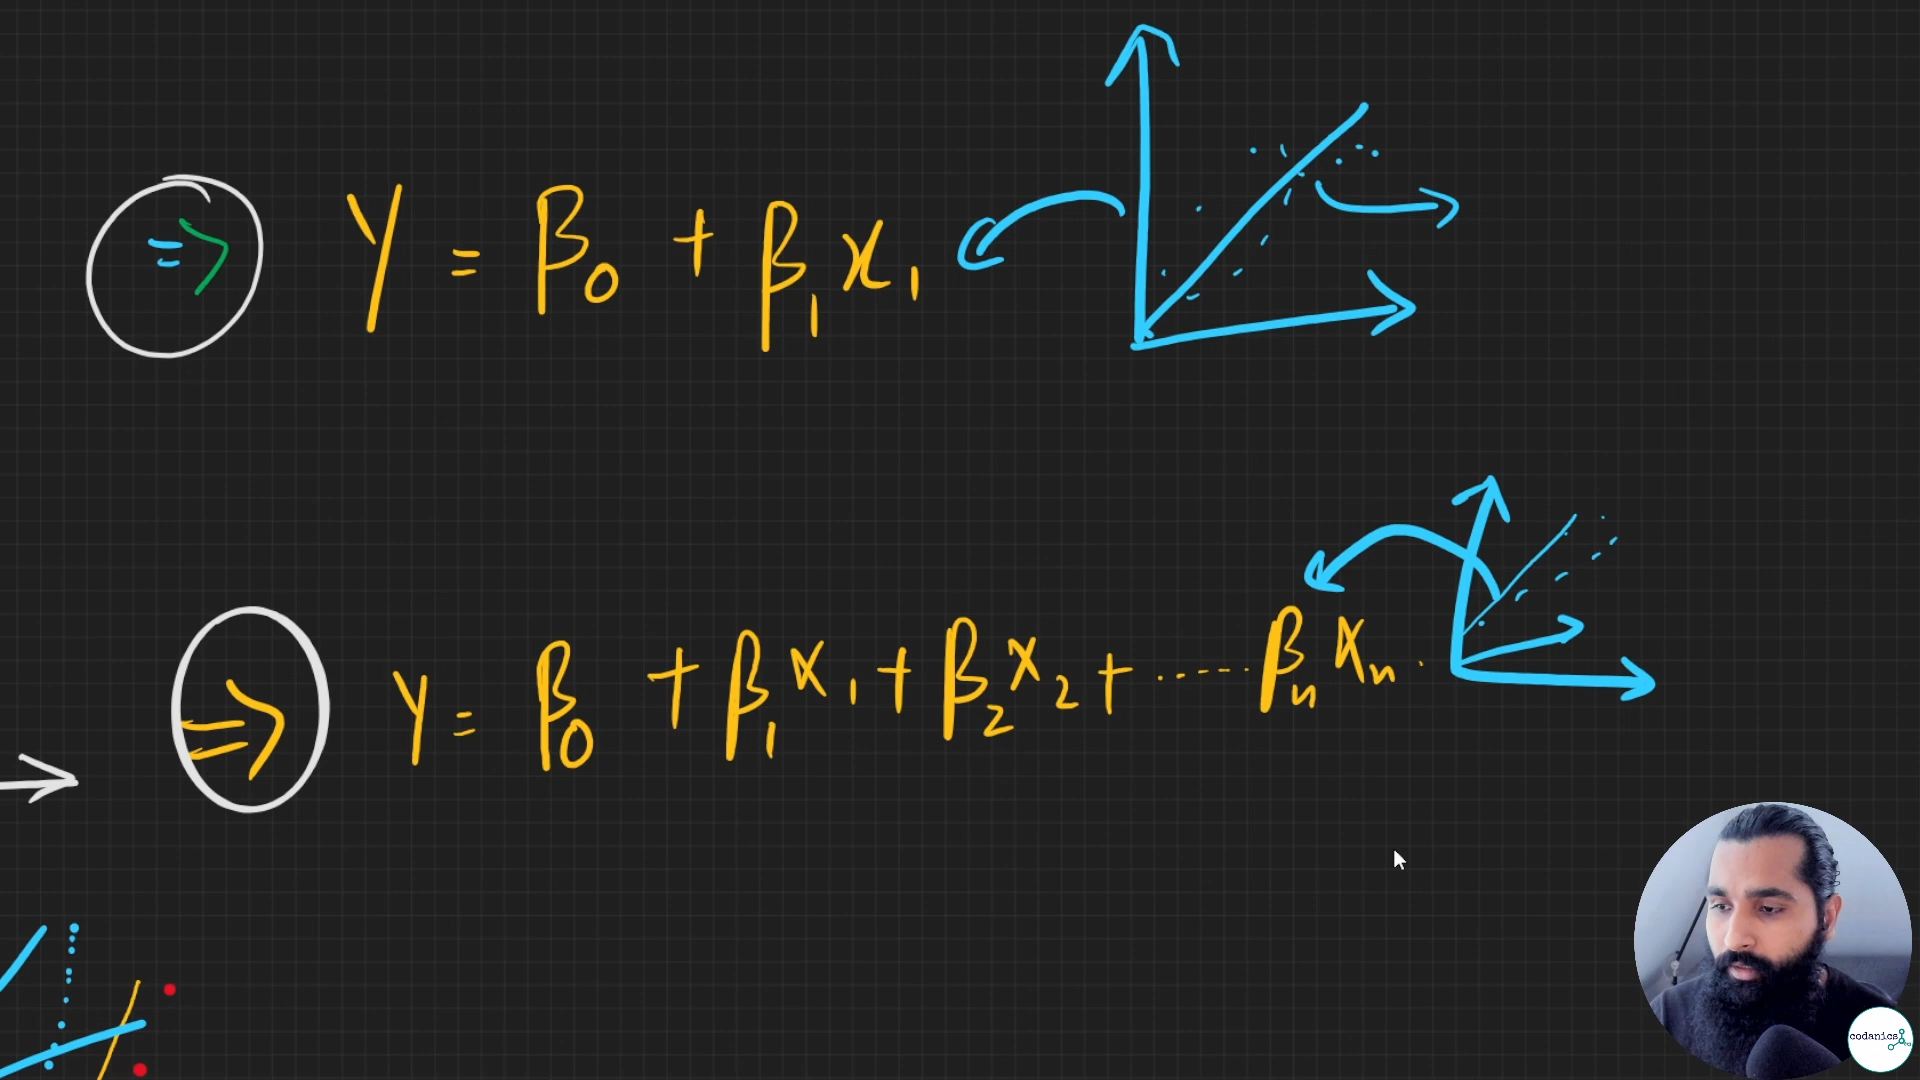 => Y = β₀ + β₁x₁
=> Y = β₀ + β₁x₁ + β₂x₂ + ...... βₙxₙ.
codanics